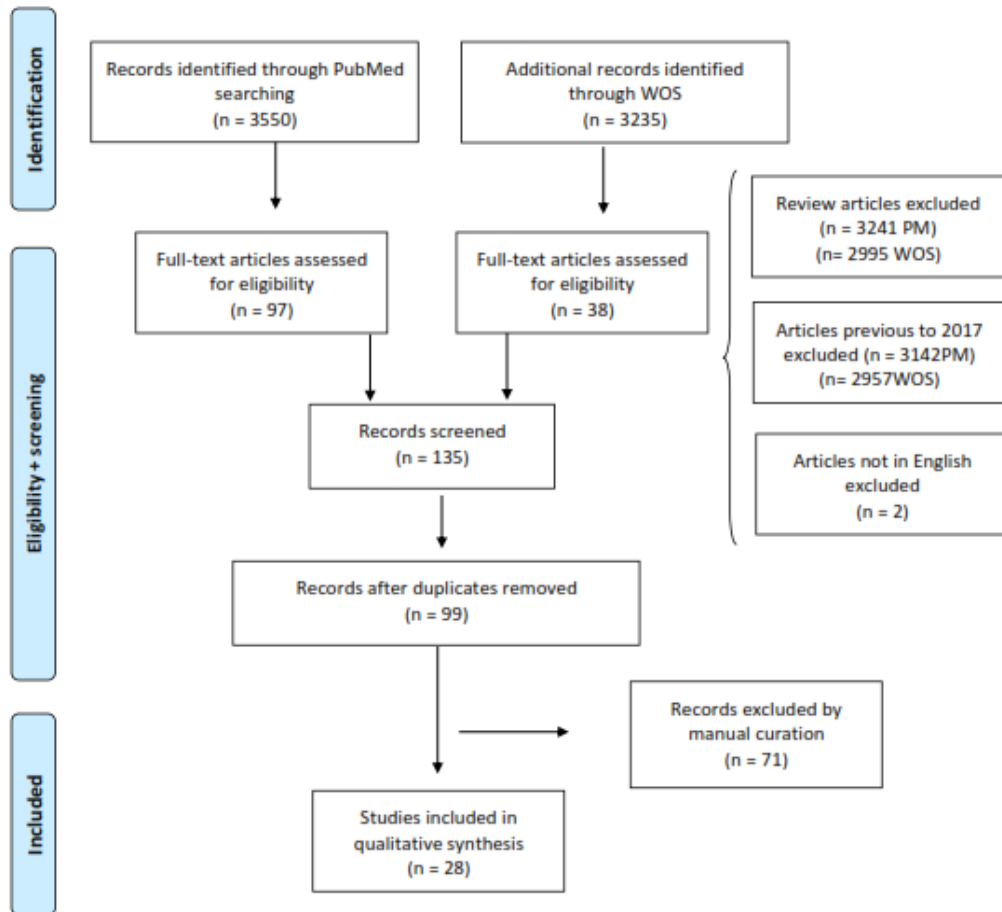 Identification
Records identified through PubMed
searching
(n = 3550)
Additional records identified
through WOS
(n = 3235)
Review articles excluded
(n = 3241 PM)
(n= 2995 WOS)
Eligibility + screening
Full-text articles assessed
for eligibility
(n = 97)
Full-text articles assessed
for eligibility
(n = 38)
Articles previous to 2017
excluded (n = 3142PM)
(n= 2957WOS)
Records screened
(n = 135)
Articles not in English
excluded
(n = 2)
Records after duplicates removed
(n = 99)
Included
Records excluded by
manual curation
(n = 71)
Studies included in
qualitative synthesis
(n = 28)